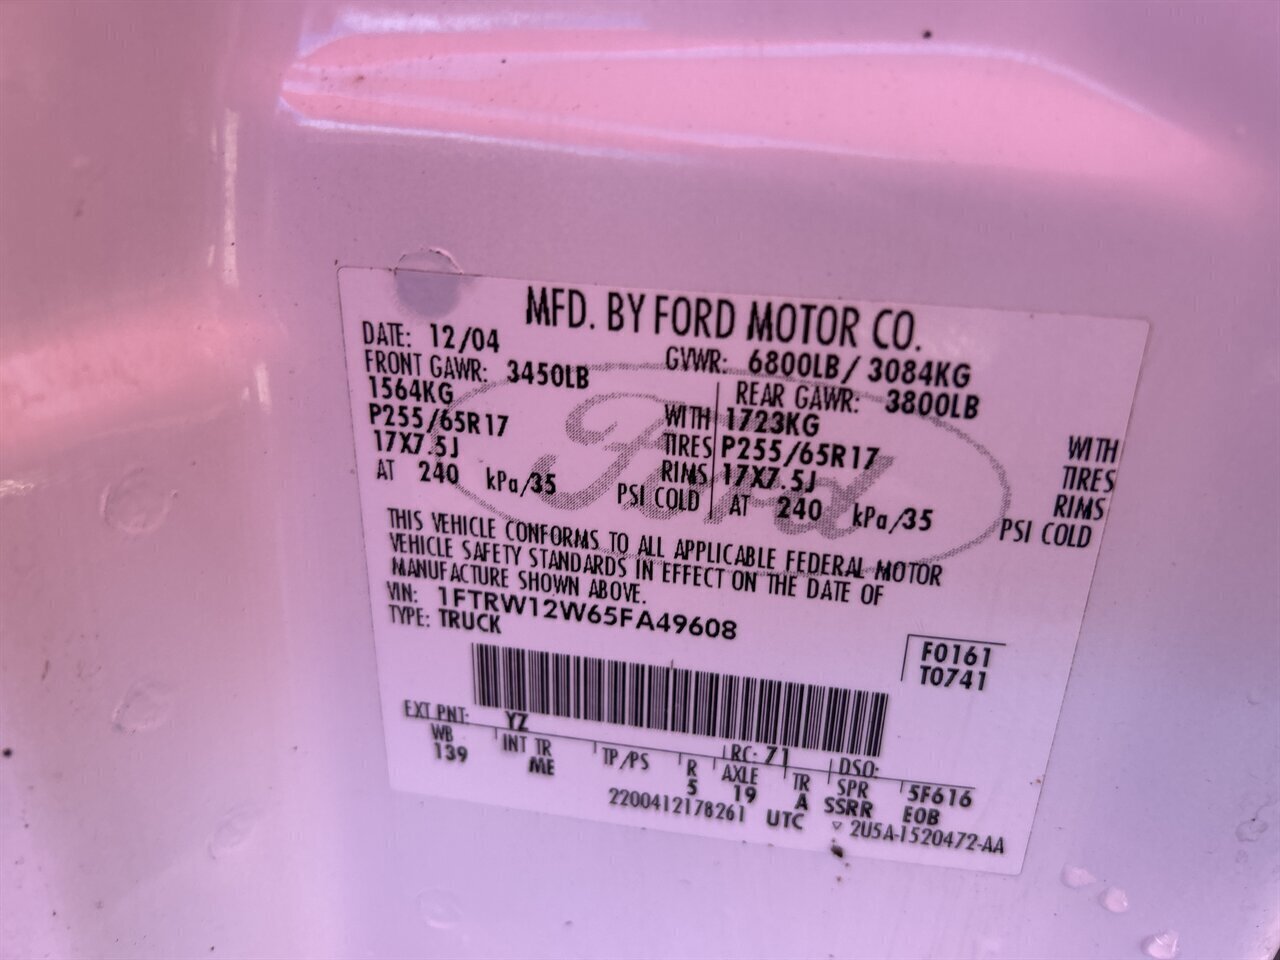 MFD. BY FORD MOTOR CO.
DATE: 12/04 GVWR: 6800LB / 3084KG
FRONT GAWR: 3450LB REAR GAWR: 3800LB
1564KG WITH 1723KG WITH
P255/65R17 TIRES P255/65R17 TIRES
17X7.5J RIMS 17X7.5J RIMS
AT 240 kPa/35 PSI COLD AT 240 kPa/35 PSI COLD
Ford
THIS VEHICLE CONFORMS TO ALL APPLICABLE FEDERAL MOTOR
VEHICLE SAFETY STANDARDS IN EFFECT ON THE DATE OF
MANUFACTURE SHOWN ABOVE.
VIN: 1FTRW12W65FA49608
TYPE: TRUCK
F0161
T0741
EXT PNT: YZ RC: 71 DSO:
WB INT TR TP/PS R AXLE TR SPR 5F616
139 ME 5 19 A SSRR EOB
2200412178261 UTC 2U5A-1520472-AA